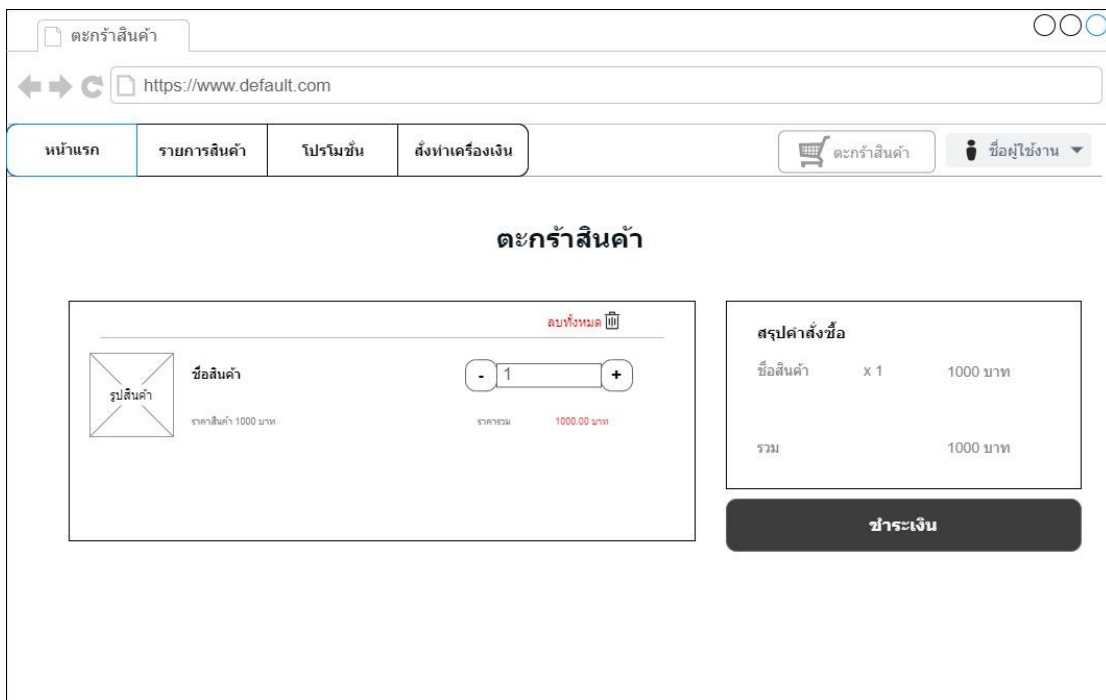 ตะกร้าสินค้า
https://www.default.com
หน้าแรก รายการสินค้า โปรโมชั่น สั่งทำเครื่องเงิน ตะกร้าสินค้า ชื่อผู้ใช้งาน
ตะกร้าสินค้า
ลบทั้งหมด
รูปสินค้า
ชื่อสินค้า - 1 +
ราคาสินค้า 1000 บาท ราคารวม 1000.00 บาท
สรุปคำสั่งซื้อ
ชื่อสินค้า x 1 1000 บาท
รวม 1000 บาท
ชำระเงิน